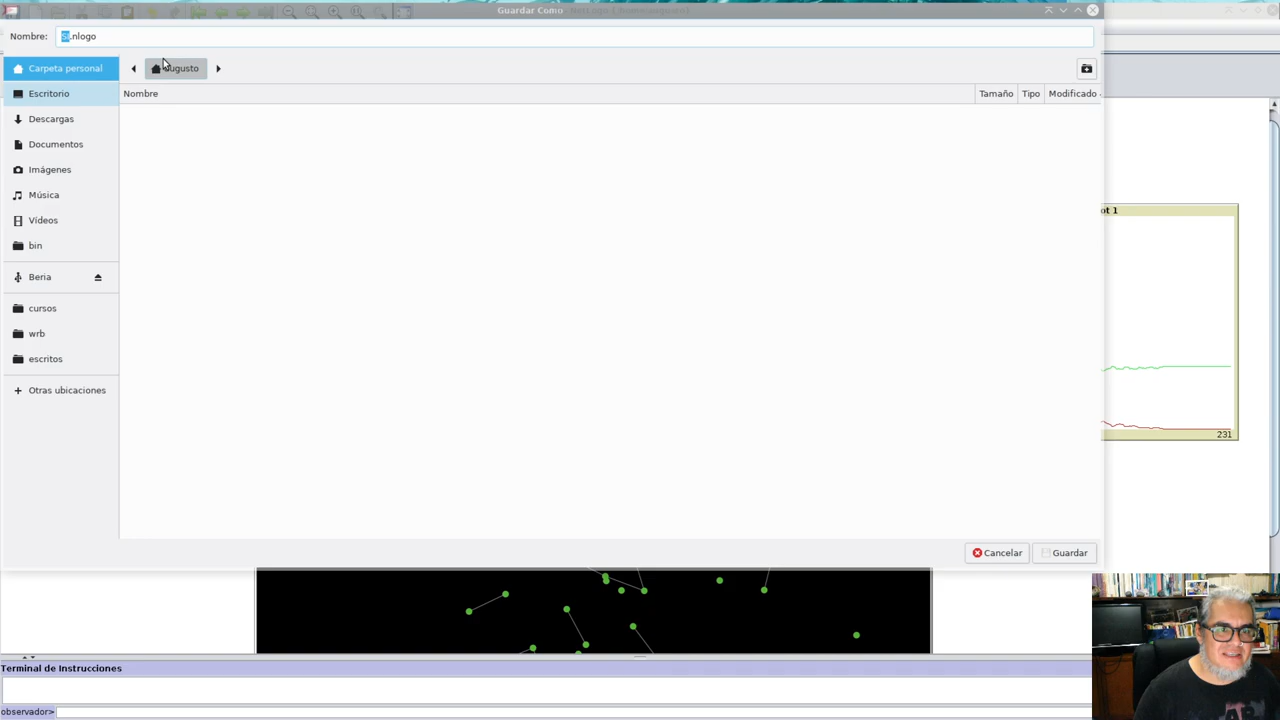 Guardar Como
Nombre:
.nlogo
Carpeta personal
Escritorio
Descargas
Documentos
Imágenes
Música
Vídeos
bin
Beria
cursos
wrb
escritos
Otras ubicaciones
augusto
Nombre
Tamaño
Tipo
Modificado
ot 1
231
Cancelar
Guardar
Terminal de Instrucciones
observador>